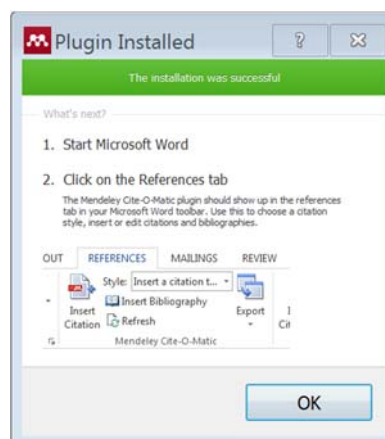 Plugin Installed
The installation was successful
What's next?
1. Start Microsoft Word
2. Click on the References tab
The Mendeley Cite-O-Matic plugin should show up in the references
tab in your Microsoft Word toolbar. Use this to choose a citation
style, insert or edit citations and bibliographies.
OUT REFERENCES MAILINGS REVIEW
Style: Insert a citation t...
Insert Bibliography
Insert Citation
Refresh
Export
Mendeley Cite-O-Matic
OK